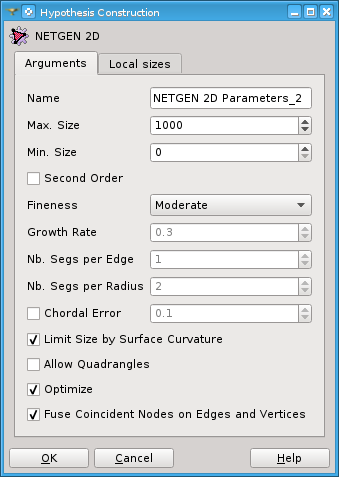 Hypothesis Construction
NETGEN 2D
Arguments Local sizes
Name NETGEN 2D Parameters_2
Max. Size 1000
Min. Size 0
Second Order
Fineness Moderate
Growth Rate 0.3
Nb. Segs per Edge 1
Nb. Segs per Radius 2
Chordal Error 0.1
Limit Size by Surface Curvature
Allow Quadrangles
Optimize
Fuse Coincident Nodes on Edges and Vertices
OK Cancel Help